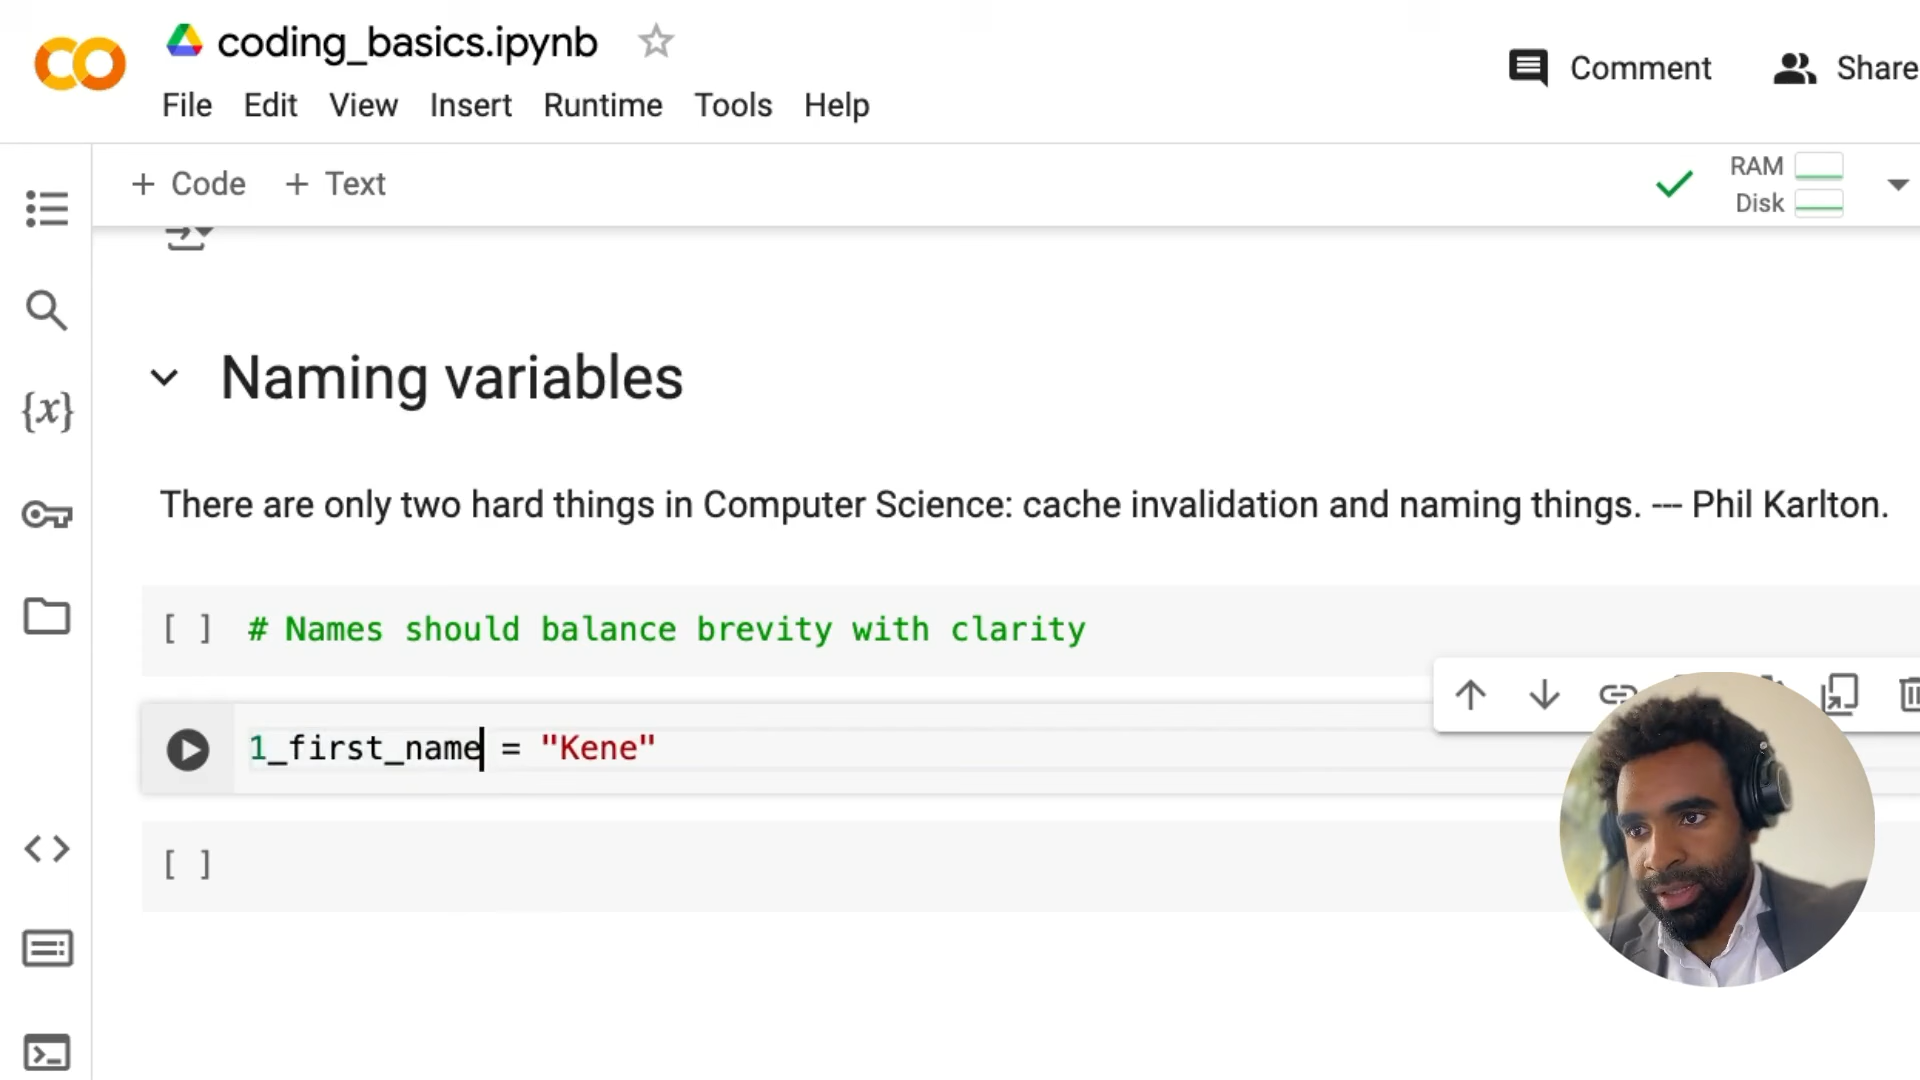 coding_basics.ipynb
Comment
Share
File Edit View Insert Runtime Tools Help
+ Code + Text
RAM
Disk
{x}
Naming variables
There are only two hard things in Computer Science: cache invalidation and naming things. --- Phil Karlton.
[ ] # Names should balance brevity with clarity
1_first_name = "Kene"
[ ]